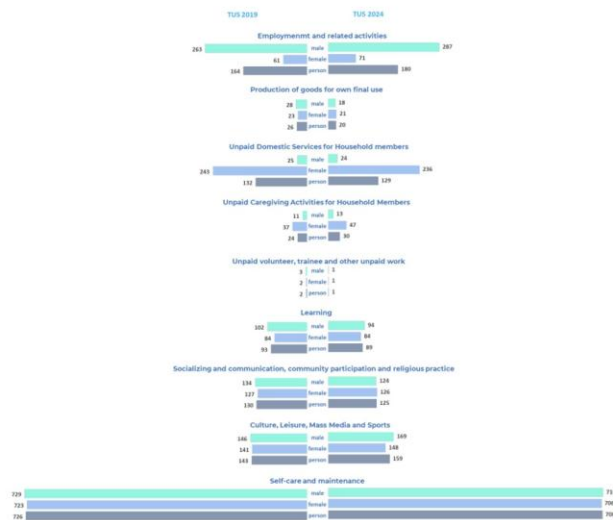 TUS 2019 TUS 2024
Employmenmt and related activities
263 male 287
61 female 71
164 person 180
Production of goods for own final use
28 male 18
23 female 21
26 person 20
Unpaid Domestic Services for Household members
25 male 24
243 female 236
132 person 129
Unpaid Caregiving Activities for Household Members
11 male 13
37 female 47
24 person 30
Unpaid volunteer, trainee and other unpaid work
3 male 1
2 female 1
2 person 1
Learning
102 male 94
84 female 84
93 person 89
Socializing and communication, community participation and religious practice
134 male 124
127 female 126
130 person 125
Culture, Leisure, Mass Media and Sports
146 male 169
141 female 148
143 person 159
Self-care and maintenance
729 male
723 female
726 person